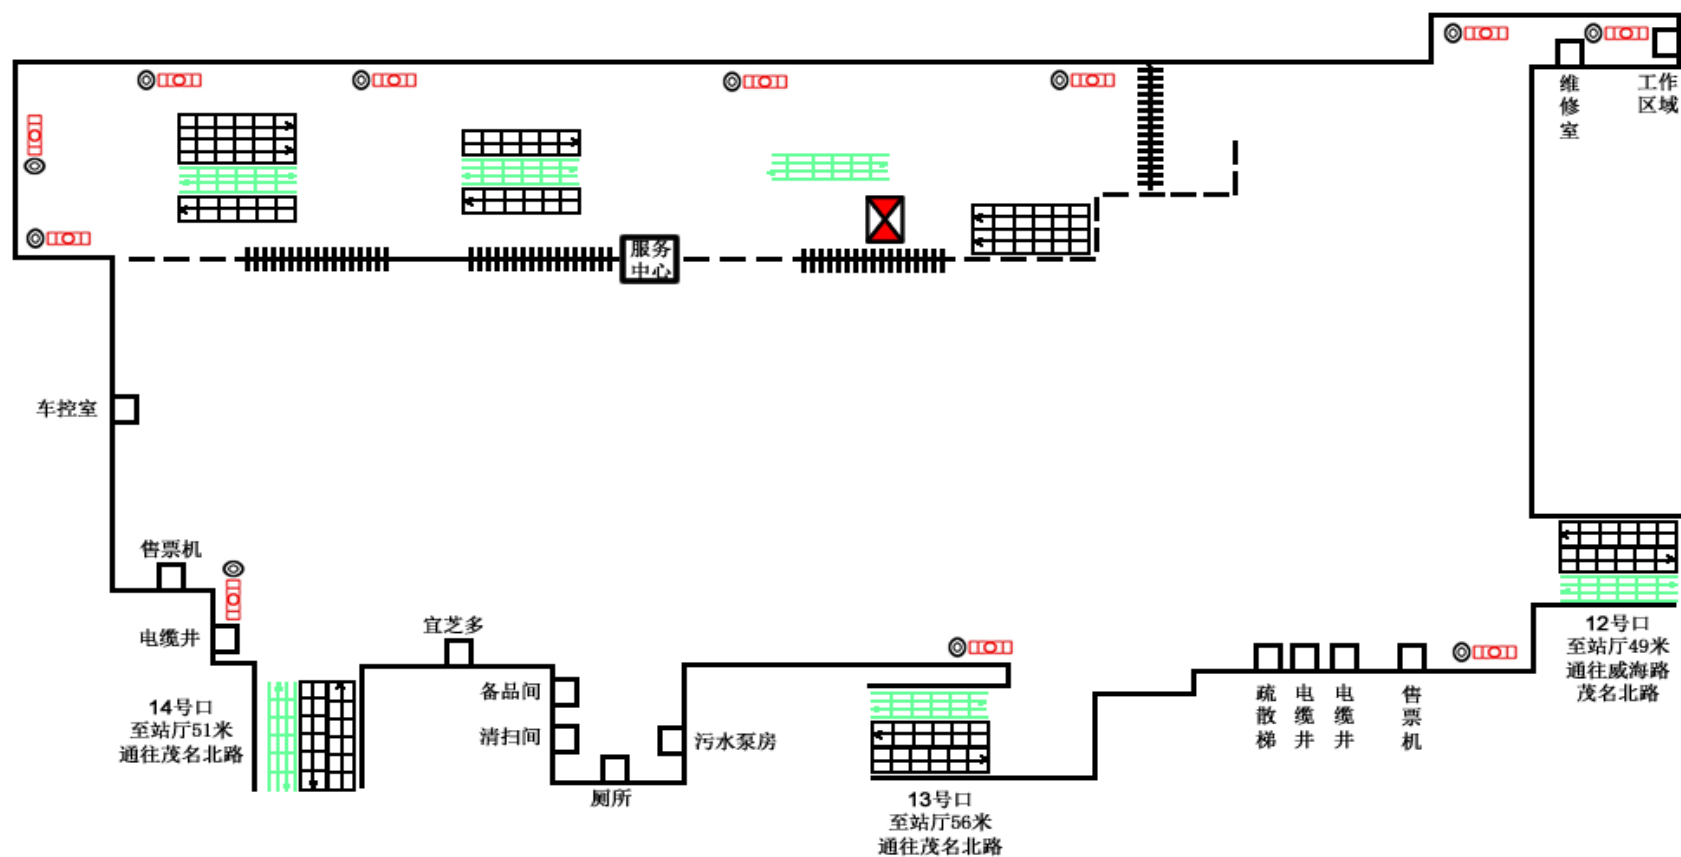 维修室
工作
区域
服务
中心
车控室
售票机
电缆井
宜芝多
备品间
清扫间
厕所
污水泵房
14号口
至站厅51米
通往茂名北路
13号口
至站厅56米
通往茂名北路
疏散梯
电缆井
电缆井
售票机
12号口
至站厅49米
通往威海路
茂名北路